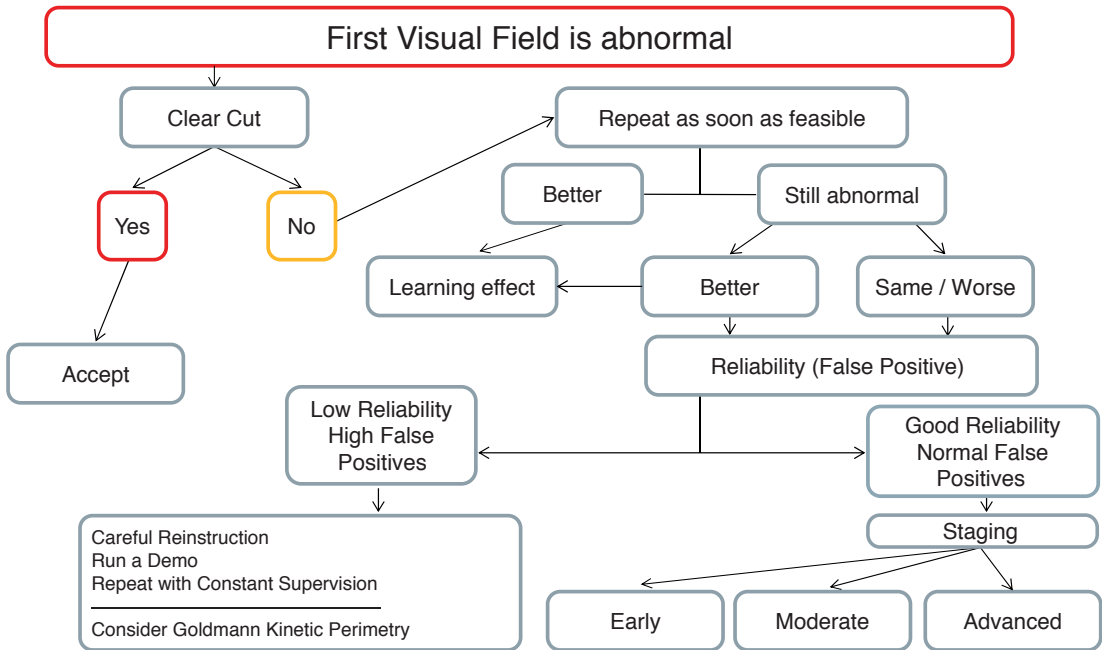 First Visual Field is abnormal
Clear Cut
Repeat as soon as feasible
Yes
No
Better
Still abnormal
Learning effect
Better
Same / Worse
Accept
Reliability (False Positive)
Low Reliability
High False
Positives
Good Reliability
Normal False
Positives
Careful Reinstruction
Run a Demo
Repeat with Constant Supervision
Consider Goldmann Kinetic Perimetry
Staging
Early
Moderate
Advanced